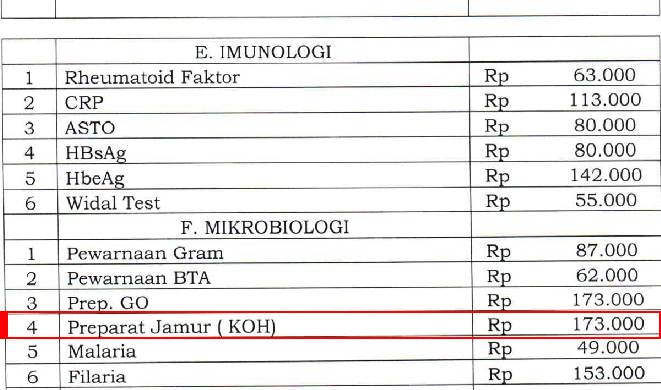 E. IMUNOLOGI
1 Rheumatoid Faktor Rp 63.000
2 CRP Rp 113.000
3 ASTO Rp 80.000
4 HBsAg Rp 80.000
5 HbeAg Rp 142.000
6 Widal Test Rp 55.000
F. MIKROBIOLOGI
1 Pewarnaan Gram Rp 87.000
2 Pewarnaan BTA Rp 62.000
3 Prep. GO Rp 173.000
4 Preparat Jamur ( KOH) Rp 173.000
5 Malaria Rp 49.000
6 Filaria Rp 153.000